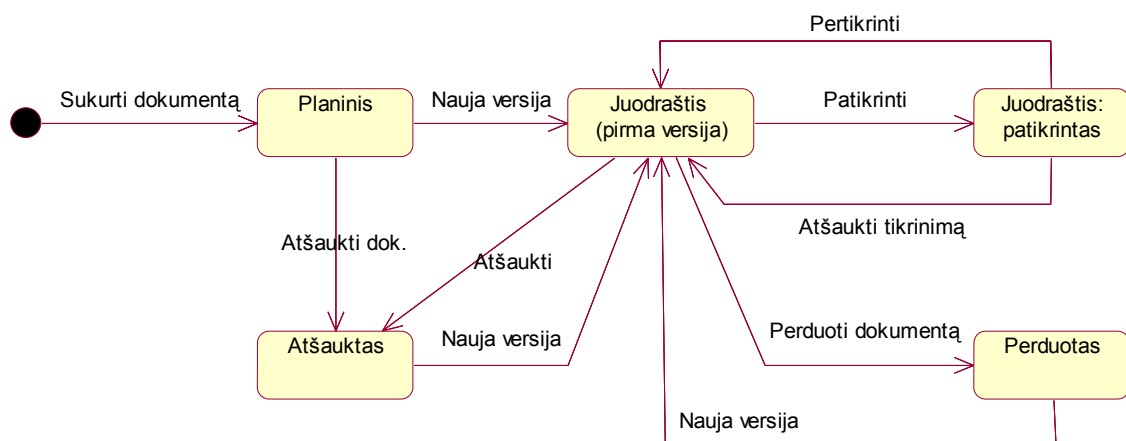 Pertikrinti
Sukurti dokumentą
Planinis
Nauja versija
Juodraštis
(pirma versija)
Patikrinti
Juodraštis:
patikrintas
Atšaukti tikrinimą
Atšaukti dok.
Atšaukti
Atšauktas
Nauja versija
Perduoti dokumentą
Perduotas
Nauja versija